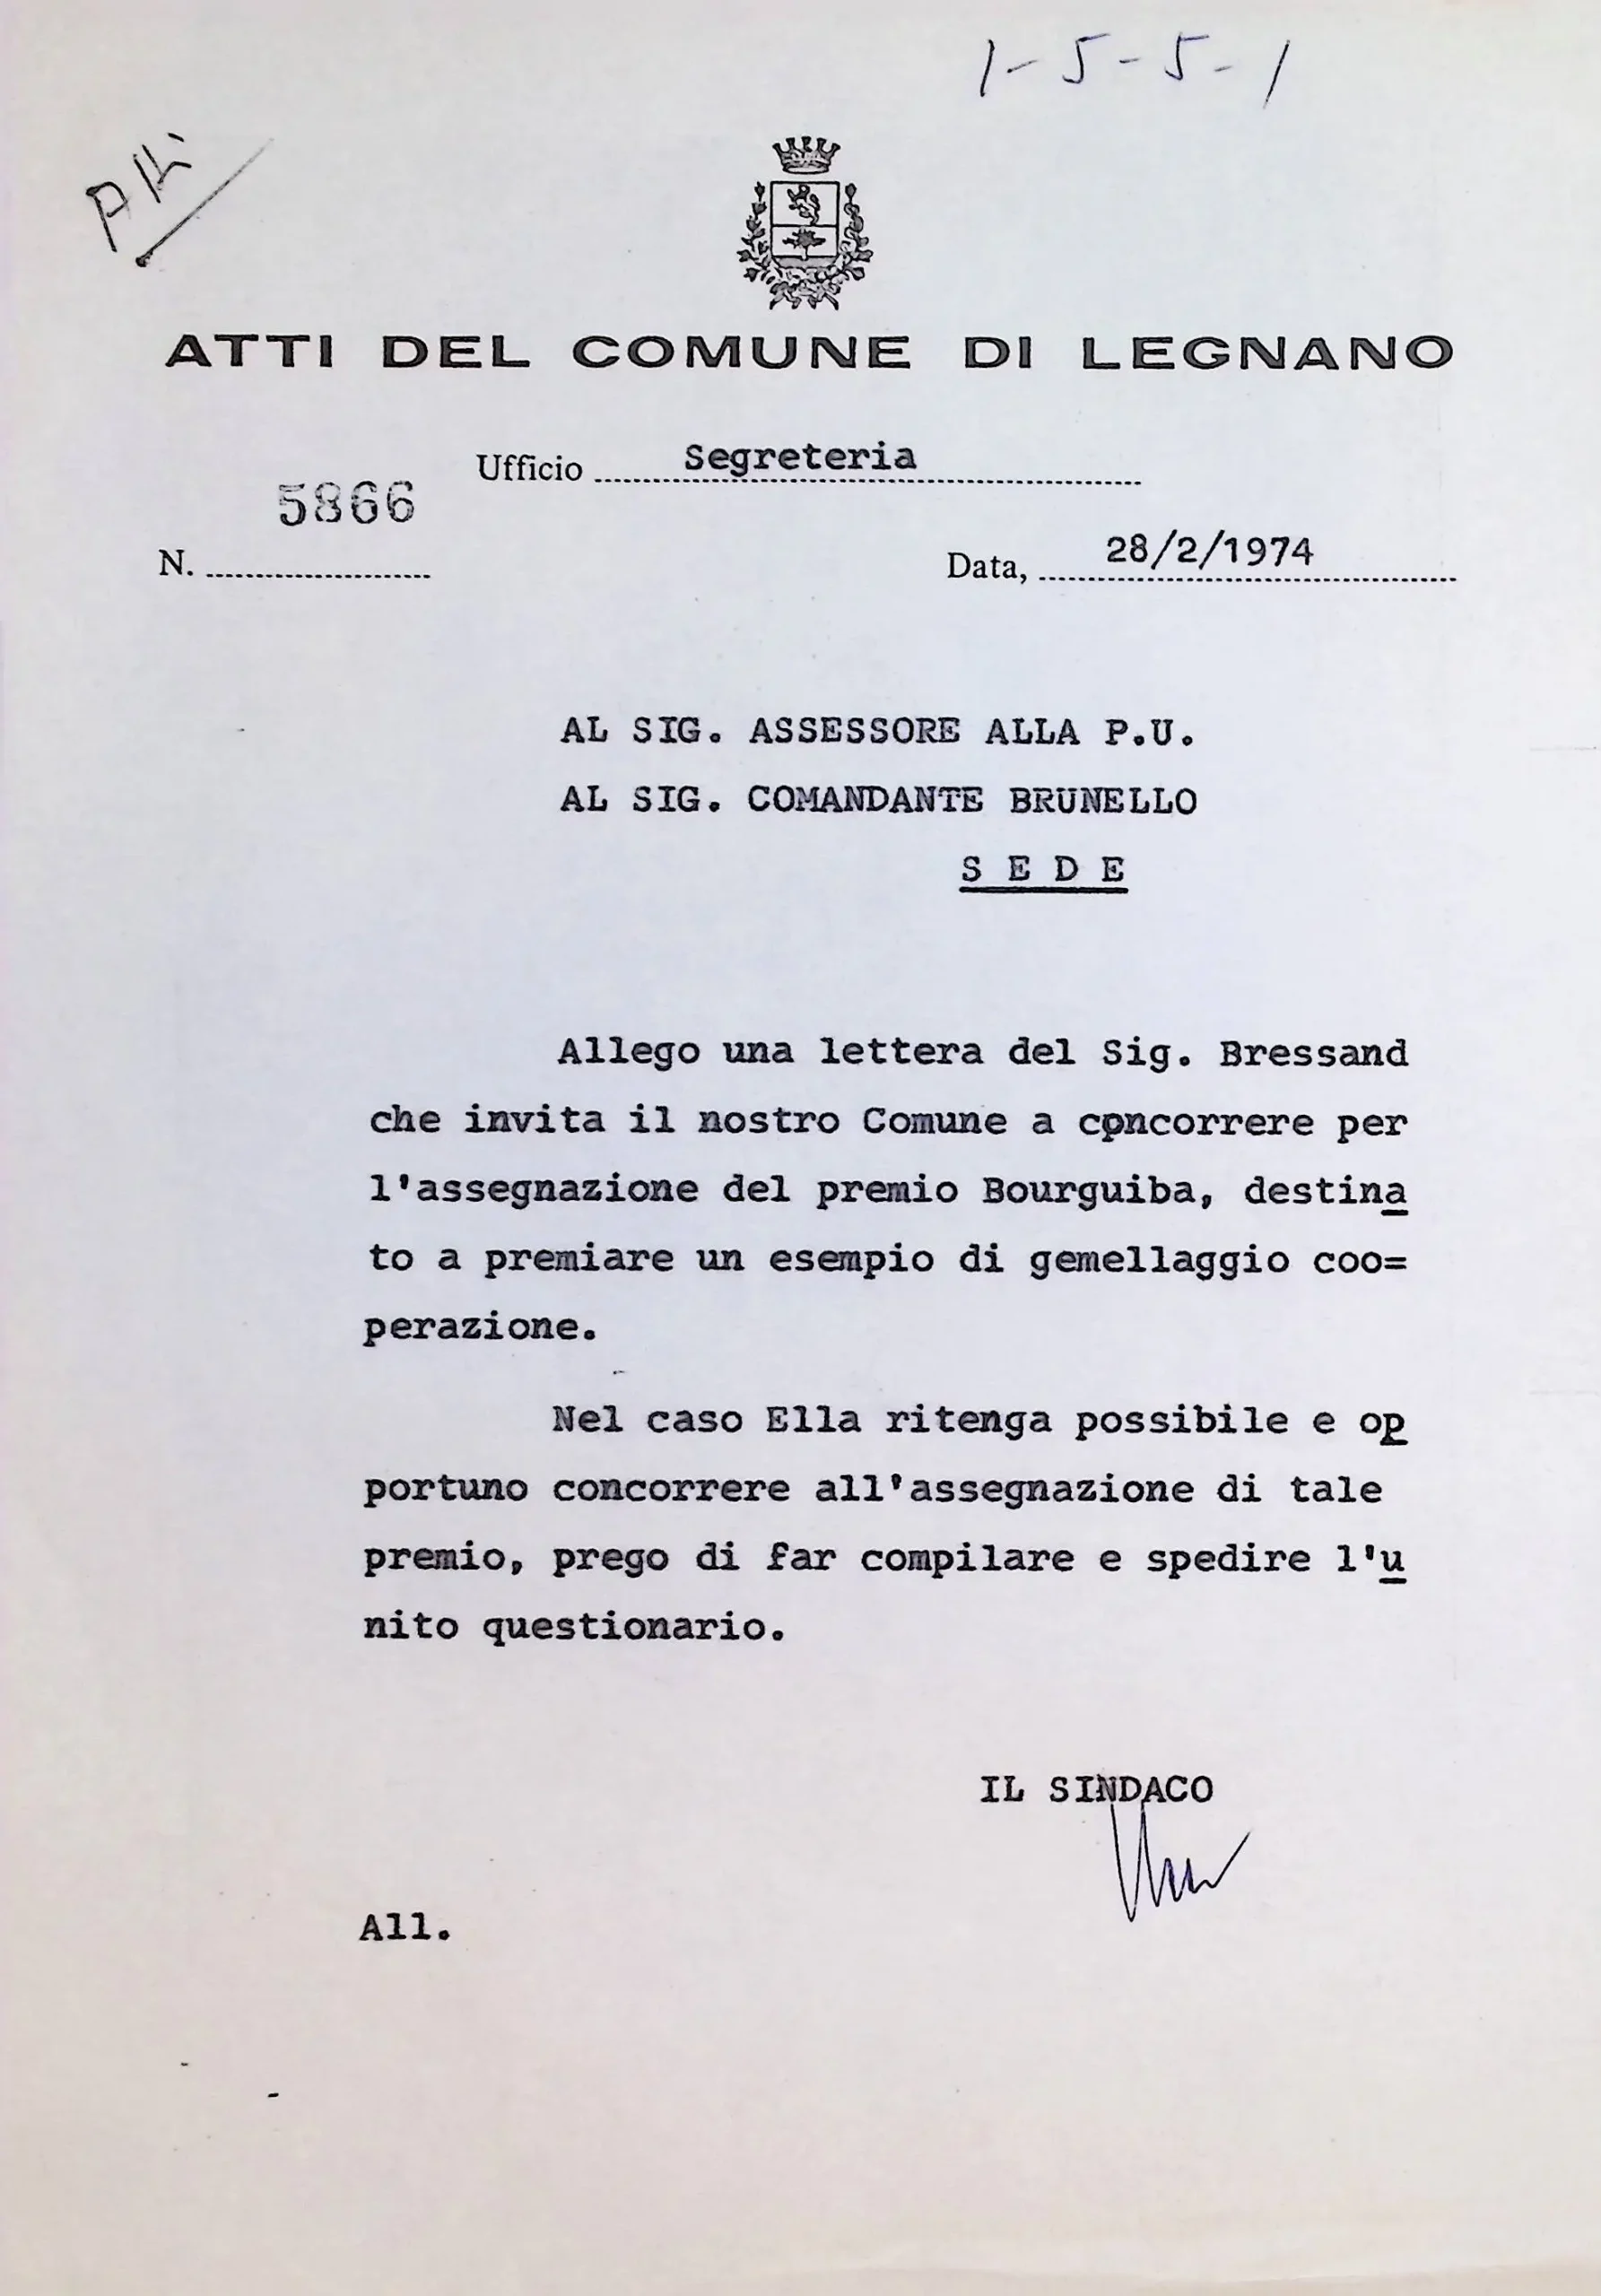 1-5-5-1
ATTI DEL COMUNE DI LEGNANO
Ufficio Segreteria
5866
N.
Data, 28/2/1974
AL SIG. ASSESSORE ALLA P.U.
AL SIG. COMANDANTE BRUNELLO
S E D E
Allego una lettera del Sig. Bressand
che invita il nostro Comune a concorrere per
l'assegnazione del premio Bourguiba, destina
to a premiare un esempio di gemellaggio coo=
perazione.
Nel caso Ella ritenga possibile e op
portuno concorrere all'assegnazione di tale
premio, prego di far compilare e spedire l'u
nito questionario.
IL SINDACO
All.